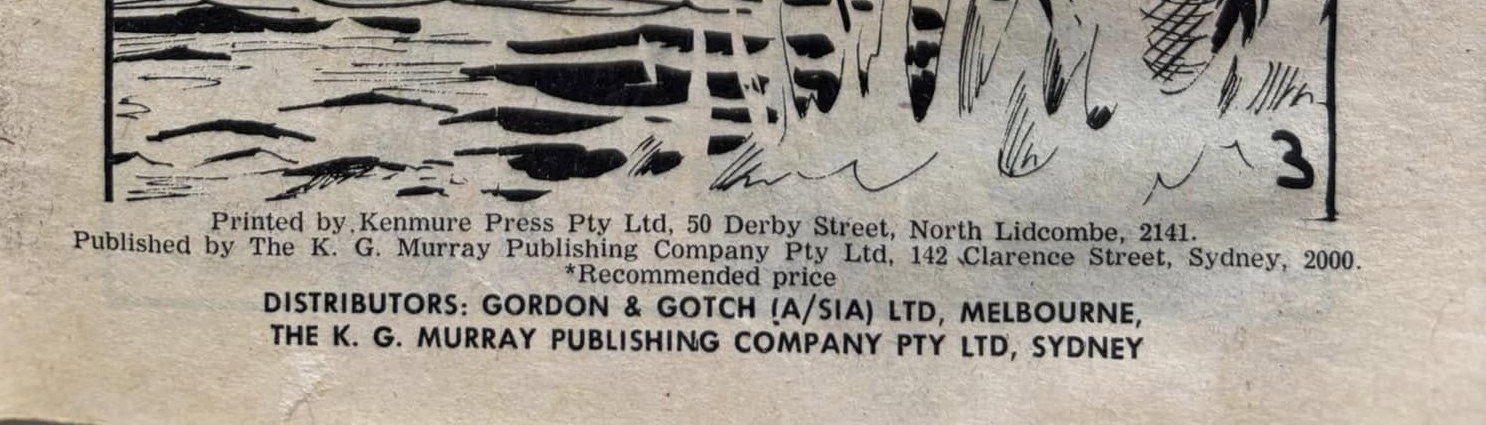 3
Printed by Kenmure Press Pty Ltd, 50 Derby Street, North Lidcombe, 2141.
Published by The K. G. Murray Publishing Company Pty Ltd, 142 Clarence Street, Sydney, 2000.
*Recommended price
DISTRIBUTORS: GORDON & GOTCH (A/SIA) LTD, MELBOURNE,
THE K. G. MURRAY PUBLISHING COMPANY PTY LTD, SYDNEY